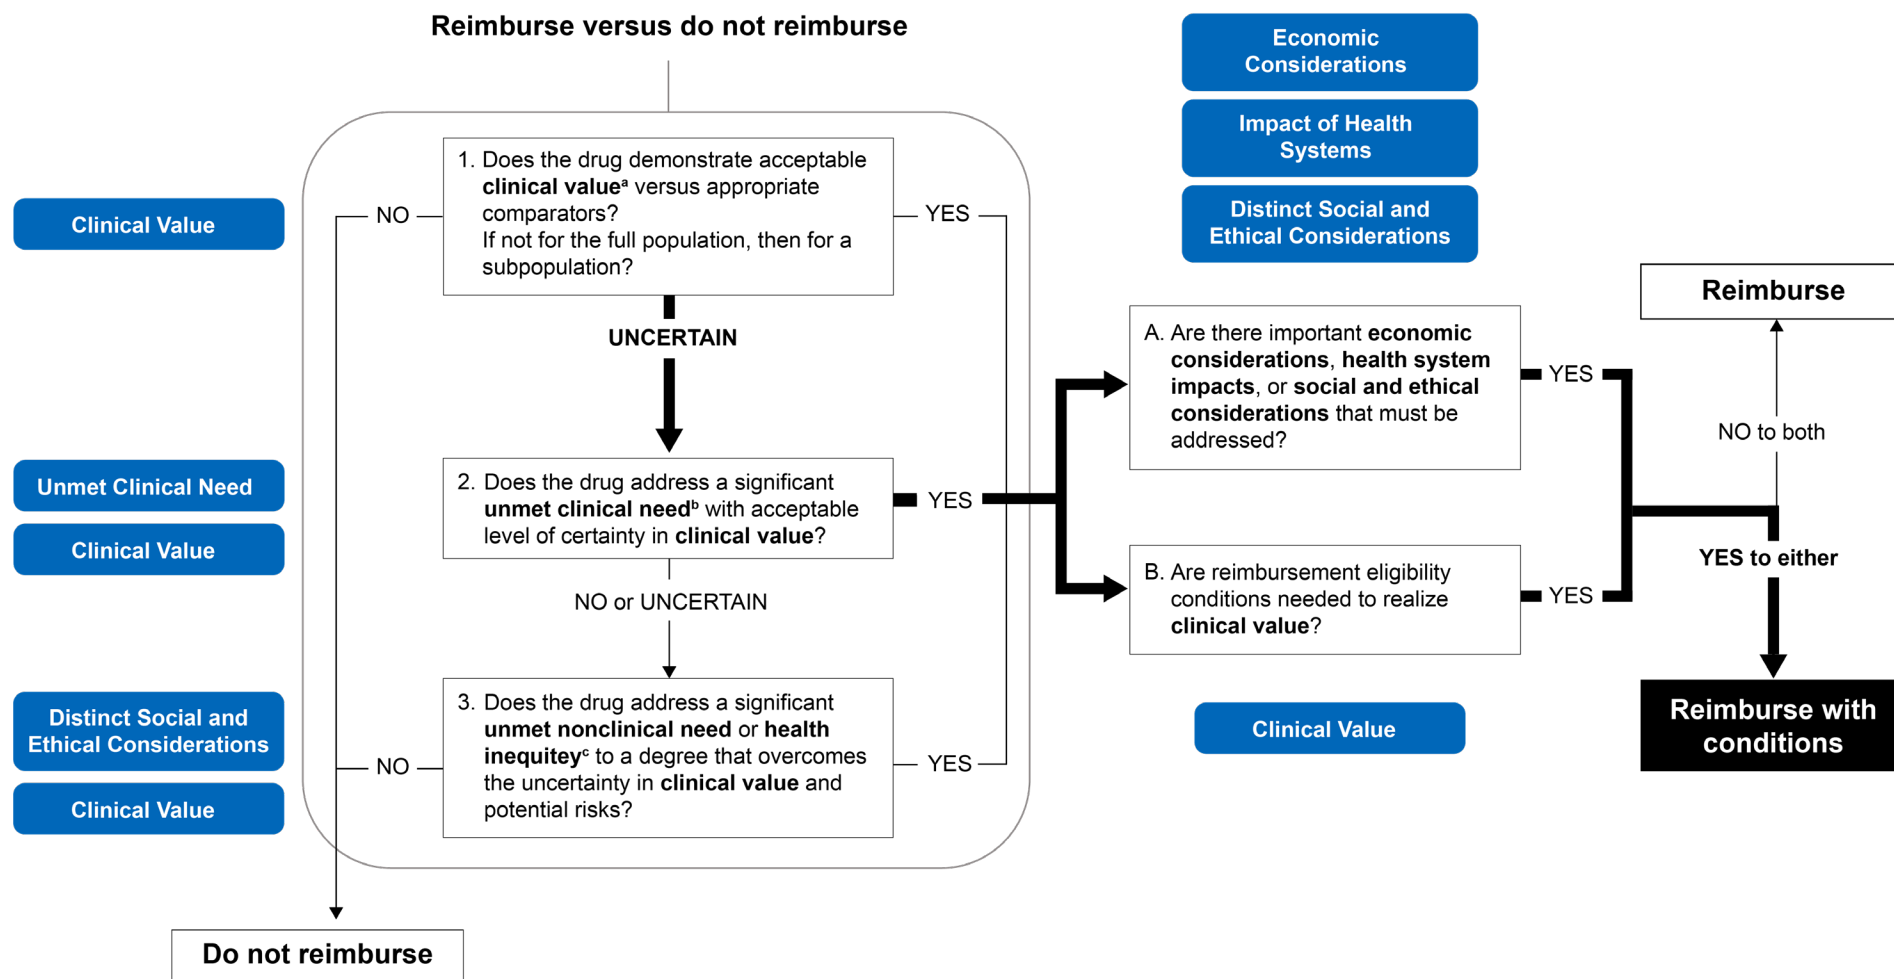 Reimburse versus do not reimburse
Economic
Considerations
Impact of Health
Systems
Distinct Social and
Ethical Considerations
Clinical Value
NO
1. Does the drug demonstrate acceptable
clinical valueᵃ versus appropriate
comparators?
If not for the full population, then for a
subpopulation?
YES
UNCERTAIN
Unmet Clinical Need
Clinical Value
2. Does the drug address a significant
unmet clinical needᵇ with acceptable
level of certainty in clinical value?
YES
NO or UNCERTAIN
Distinct Social and
Ethical Considerations
Clinical Value
NO
3. Does the drug address a significant
unmet nonclinical need or health
inequiteyᶜ to a degree that overcomes
the uncertainty in clinical value and
potential risks?
YES
Do not reimburse
A. Are there important economic
considerations, health system
impacts, or social and ethical
considerations that must be
addressed?
YES
B. Are reimbursement eligibility
conditions needed to realize
clinical value?
YES
Clinical Value
Reimburse
NO to both
YES to either
Reimburse with
conditions